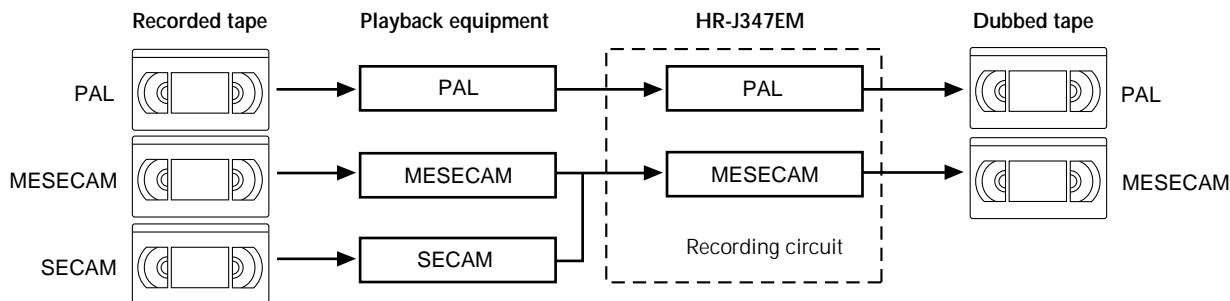 Recorded tape
Playback equipment
HR-J347EM
Dubbed tape
PAL
PAL
PAL
PAL
MESECAM
MESECAM
MESECAM
MESECAM
SECAM
SECAM
Recording circuit